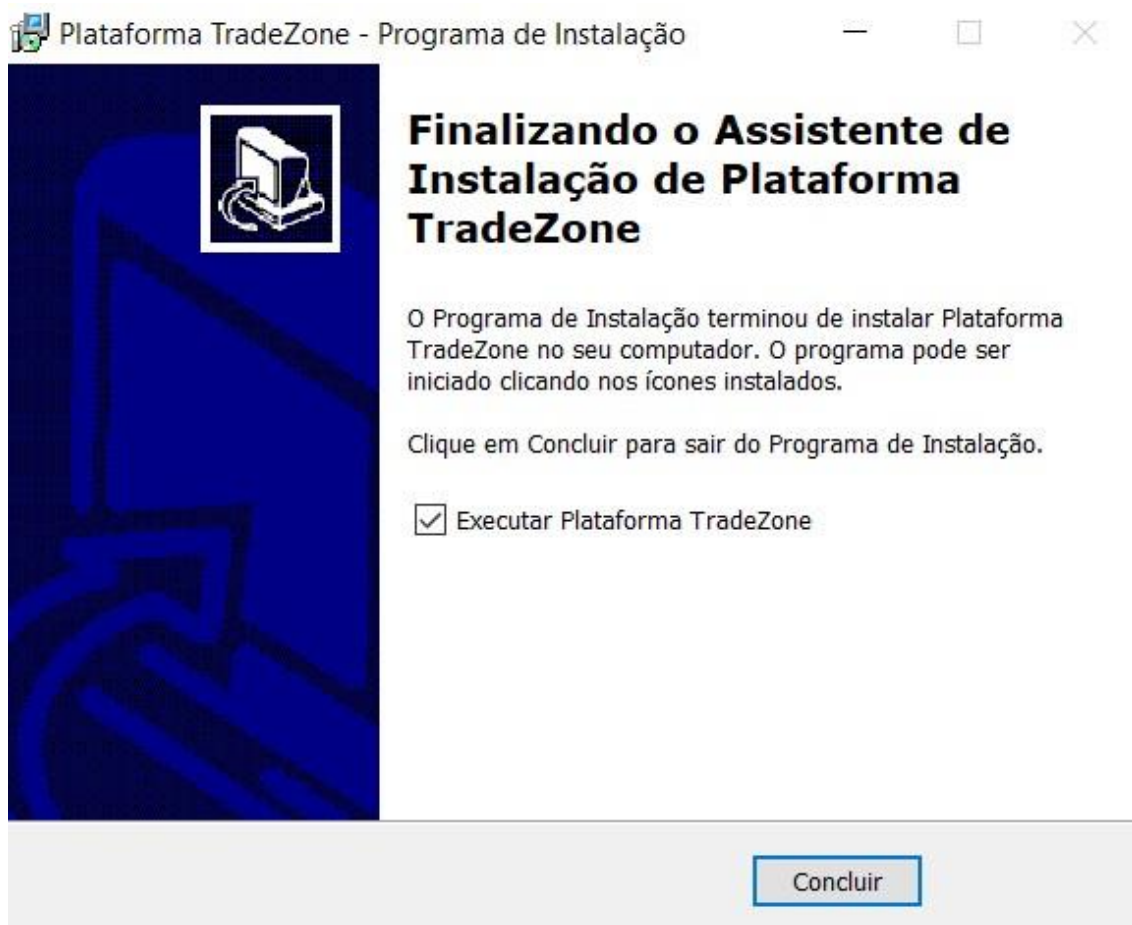 Plataforma TradeZone - Programa de Instalação
Finalizando o Assistente de
Instalação de Plataforma
TradeZone
O Programa de Instalação terminou de instalar Plataforma
TradeZone no seu computador. O programa pode ser
iniciado clicando nos ícones instalados.
Clique em Concluir para sair do Programa de Instalação.
Executar Plataforma TradeZone
Concluir